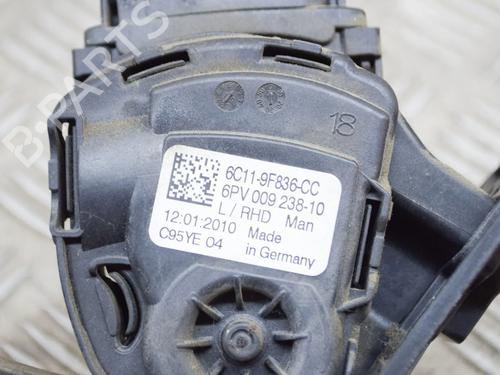 B-PARTS
18
6C11-9F836-CC
6PV 009 238-10
L / RHD Man
12:01:2010 Made
C95YE 04 in Germany